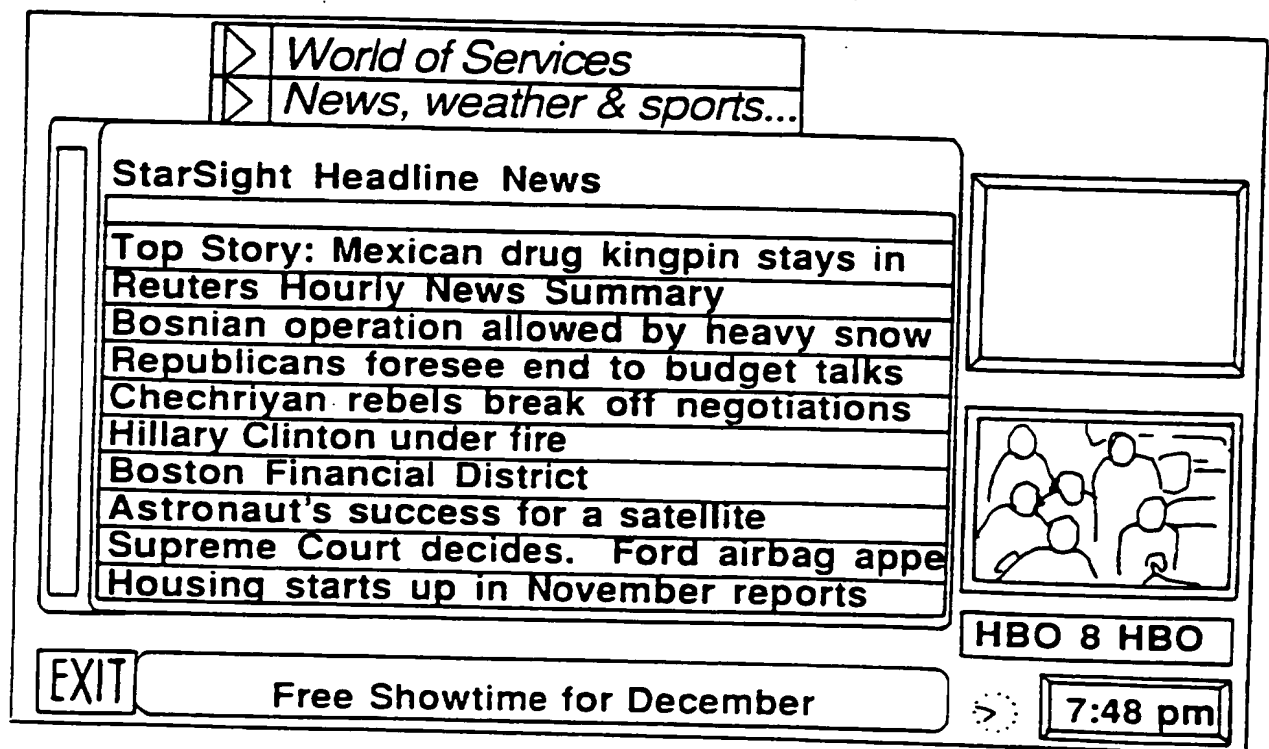 World of Services
News, weather & sports...
StarSight Headline News
Top Story: Mexican drug kingpin stays in
Reuters Hourly News Summary
Bosnian operation allowed by heavy snow
Republicans foresee end to budget talks
Chechriyan rebels break off negotiations
Hillary Clinton under fire
Boston Financial District
Astronaut's success for a satellite
Supreme Court decides. Ford airbag appe
Housing starts up in November reports
HBO 8 HBO
EXIT
Free Showtime for December
7:48 pm